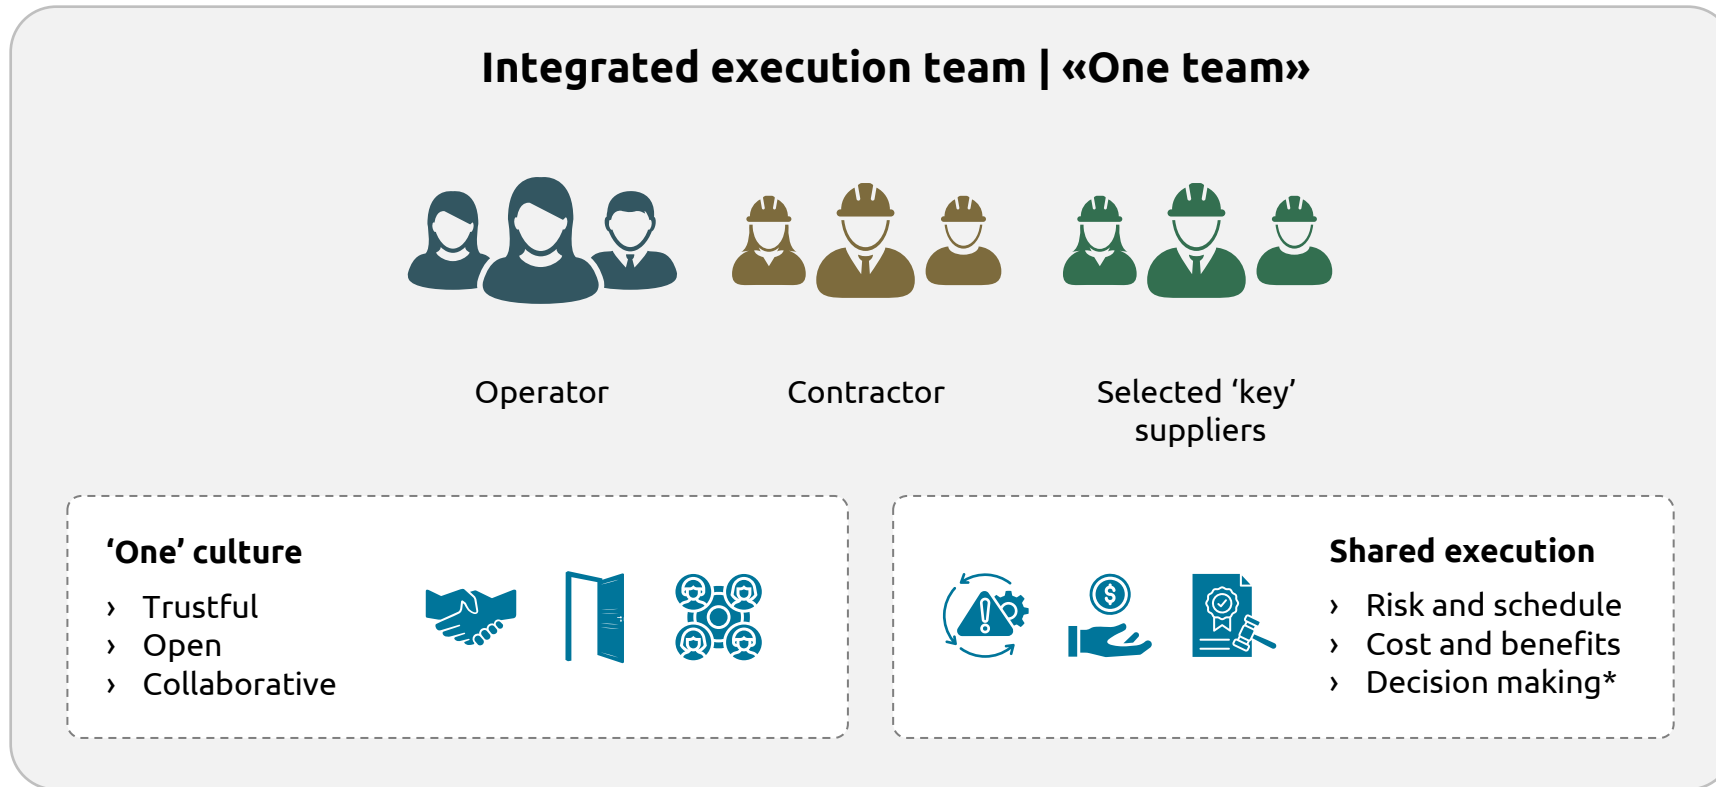 Integrated execution team | «One team»
Operator
Contractor
Selected ‘key’
suppliers
‘One’ culture
› Trustful
› Open
› Collaborative
$
Shared execution
› Risk and schedule
› Cost and benefits
› Decision making*